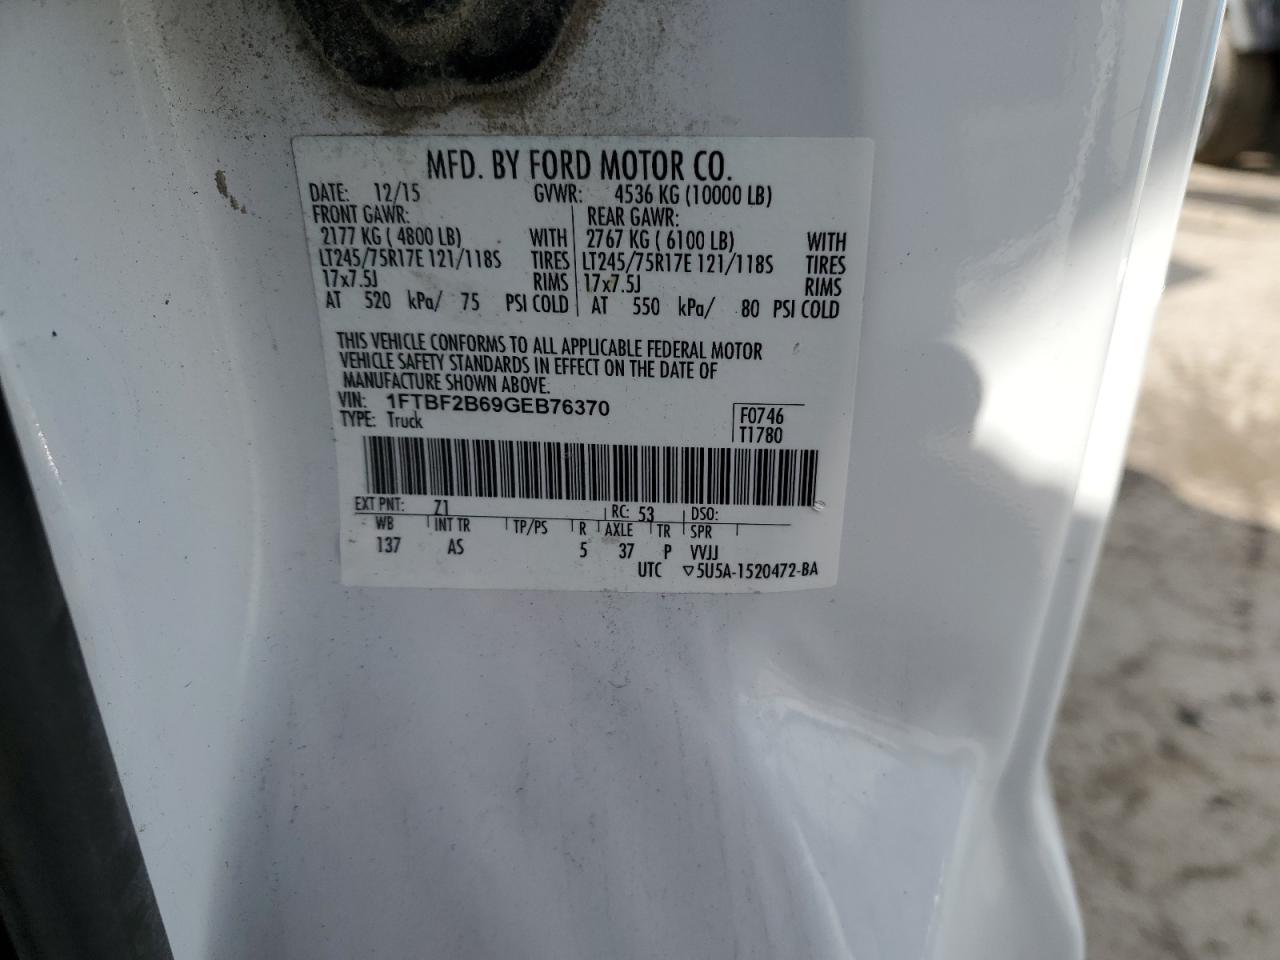 MFD. BY FORD MOTOR CO.
DATE: 12/15 GVWR: 4536 KG (10000 LB)
FRONT GAWR: REAR GAWR:
2177 KG ( 4800 LB) WITH 2767 KG ( 6100 LB) WITH
LT245/75R17E 121/118S TIRES LT245/75R17E 121/118S TIRES
17x7.5J RIMS 17x7.5J RIMS
AT 520 kPa/ 75 PSI COLD AT 550 kPa/ 80 PSI COLD
THIS VEHICLE CONFORMS TO ALL APPLICABLE FEDERAL MOTOR
VEHICLE SAFETY STANDARDS IN EFFECT ON THE DATE OF
MANUFACTURE SHOWN ABOVE.
VIN: 1FTBF2B69GEB76370 F0746
TYPE: Truck T1780
EXT PNT: Z1 RC: 53 DSO:
WB INT TR TP/PS R AXLE TR SPR
137 AS 5 37 P VVJJ
UTC ▽5U5A-1520472-BA